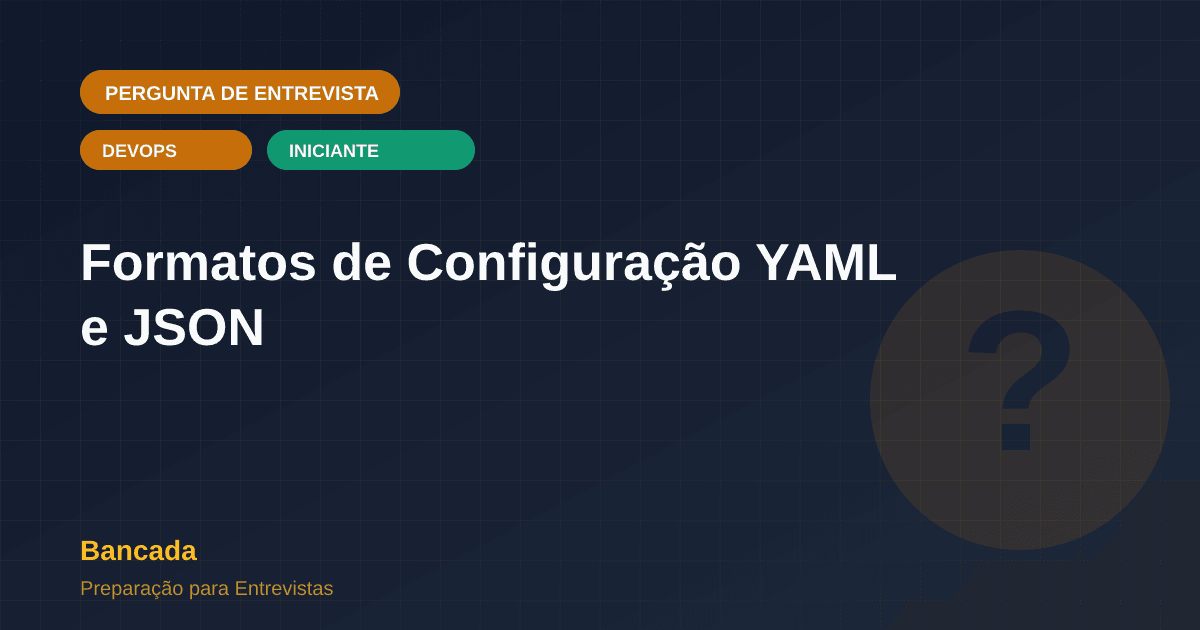 PERGUNTA DE ENTREVISTA
DEVOPS
INICIANTE
Formatos de Configuração YAML
e JSON
?
Bancada
Preparação para Entrevistas